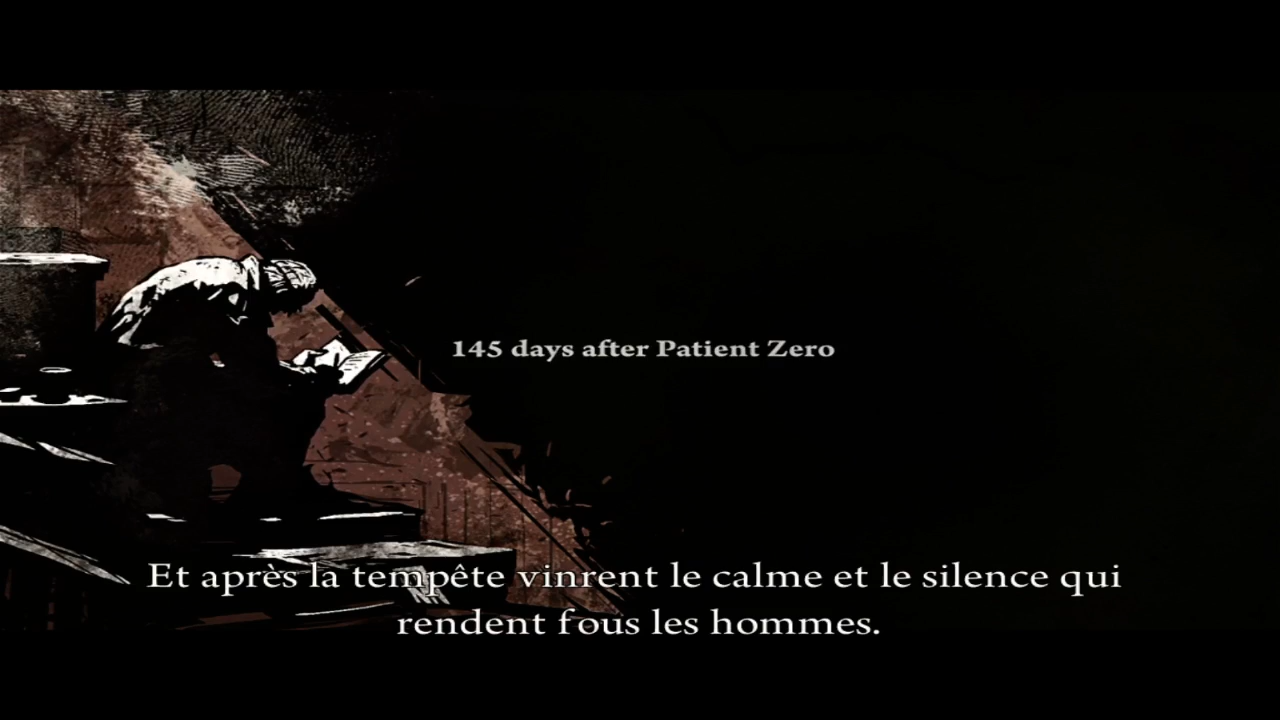 145 days after Patient Zero
Et après la tempête vinrent le calme et le silence qui
rendent fous les hommes.